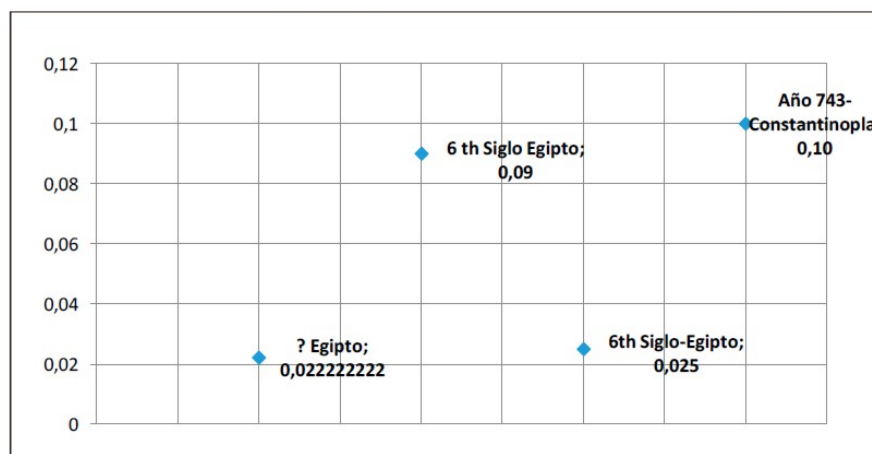 0,12
Año 743-
Constantinopla
0,10
0,1
6 th Siglo Egipto;
0,09
0,08
0,06
0,04
? Egipto;
0,022222222
6th Siglo-Egipto;
0,025
0,02
0